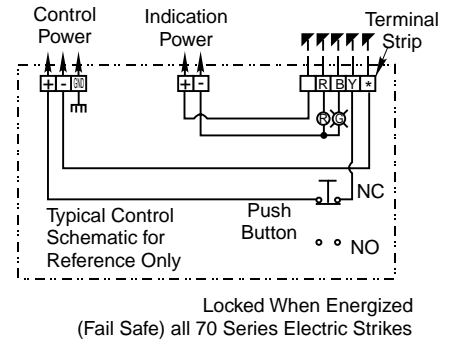 Control Power
Indication Power
Terminal Strip
+ - GND
+ -
R B Y *
R G
NC
Push Button
NO
Typical Control
Schematic for
Reference Only
Locked When Energized
(Fail Safe) all 70 Series Electric Strikes